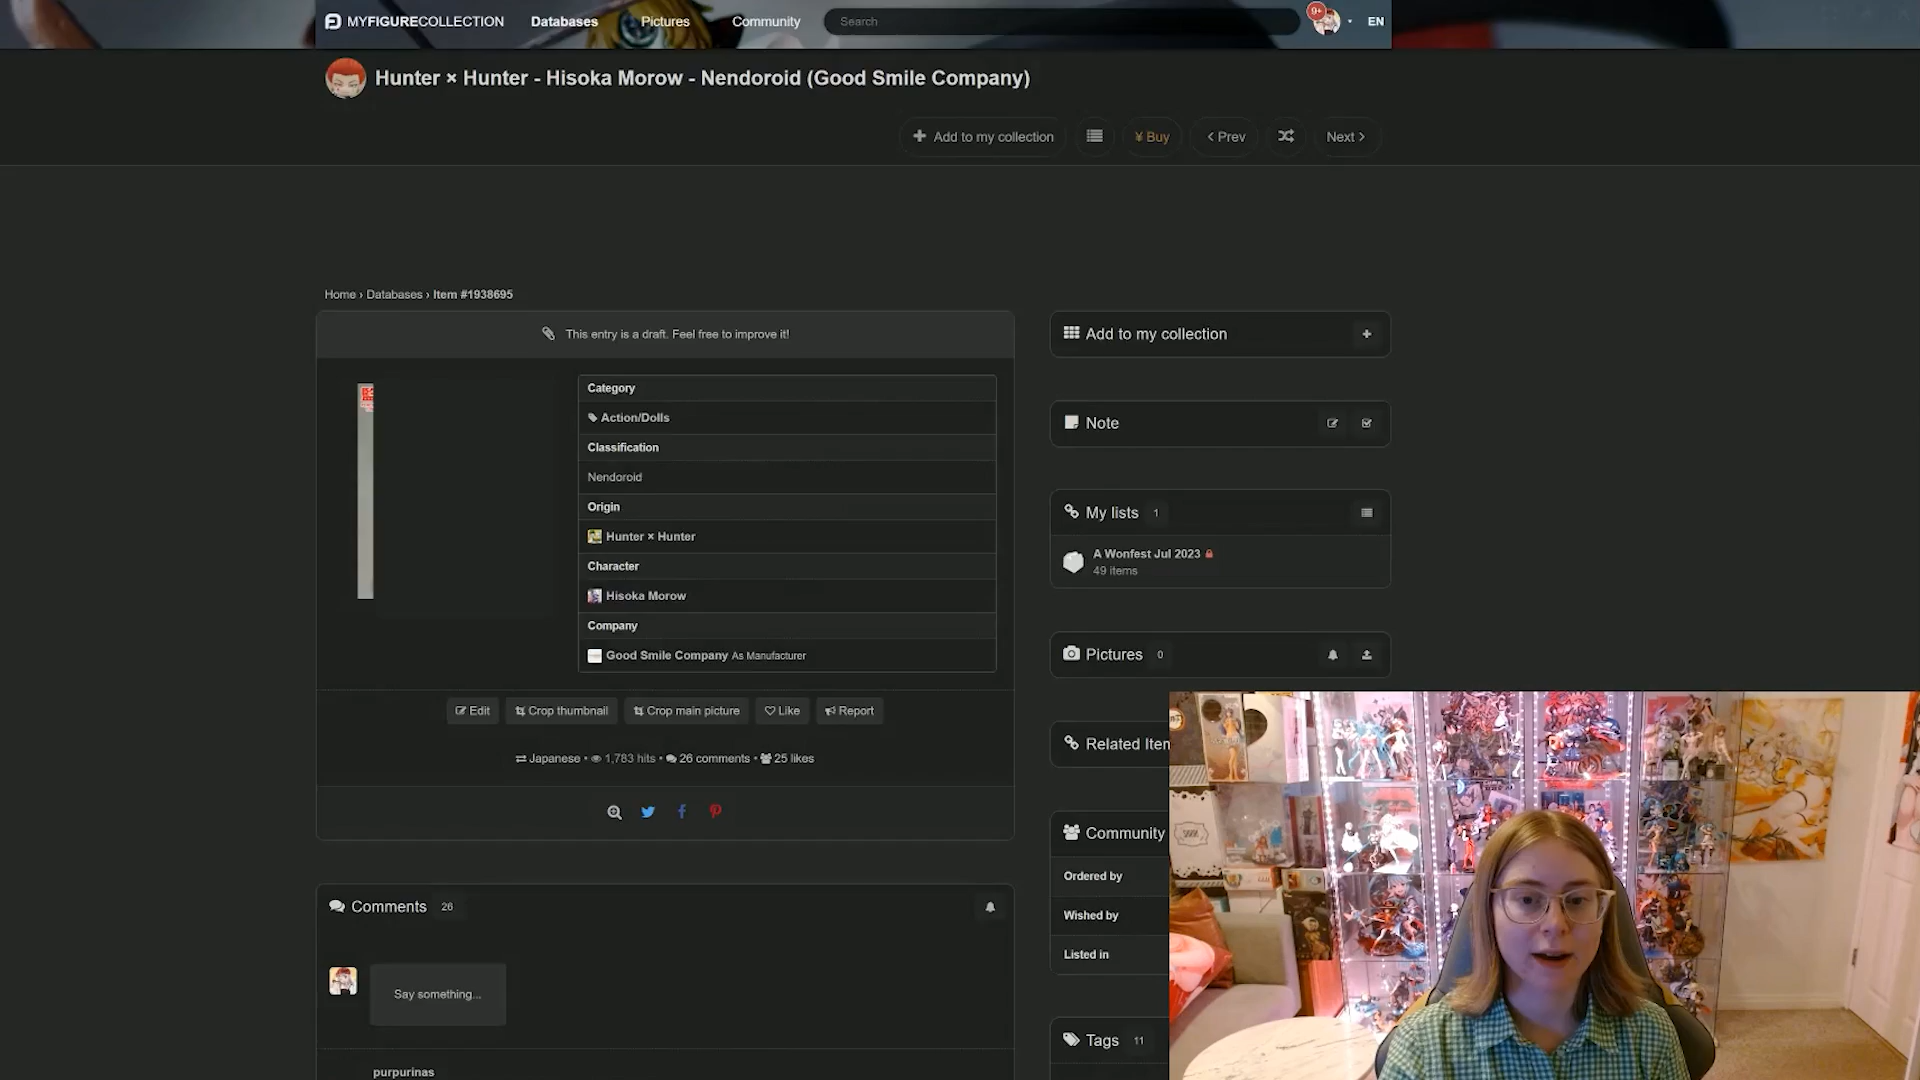 MYFIGURECOLLECTION Databases Pictures Community Search 9+ EN
Hunter × Hunter - Hisoka Morow - Nendoroid (Good Smile Company)
Add to my collection ¥ Buy Prev Next
Home › Databases › Item #1938695
This entry is a draft. Feel free to improve it!
Category
Action/Dolls
Classification
Nendoroid
Origin
Hunter × Hunter
Character
Hisoka Morow
Company
Good Smile Company As Manufacturer
Edit Crop thumbnail Crop main picture Like Report
Japanese • 1,783 hits • 26 comments • 25 likes
Comments 26
Say something...
purpurinas
Add to my collection
Note
My lists 1
A Wonfest Jul 2023
49 items
Pictures 0
Related Iten
Community
Ordered by
Wished by
Listed in
Tags 11